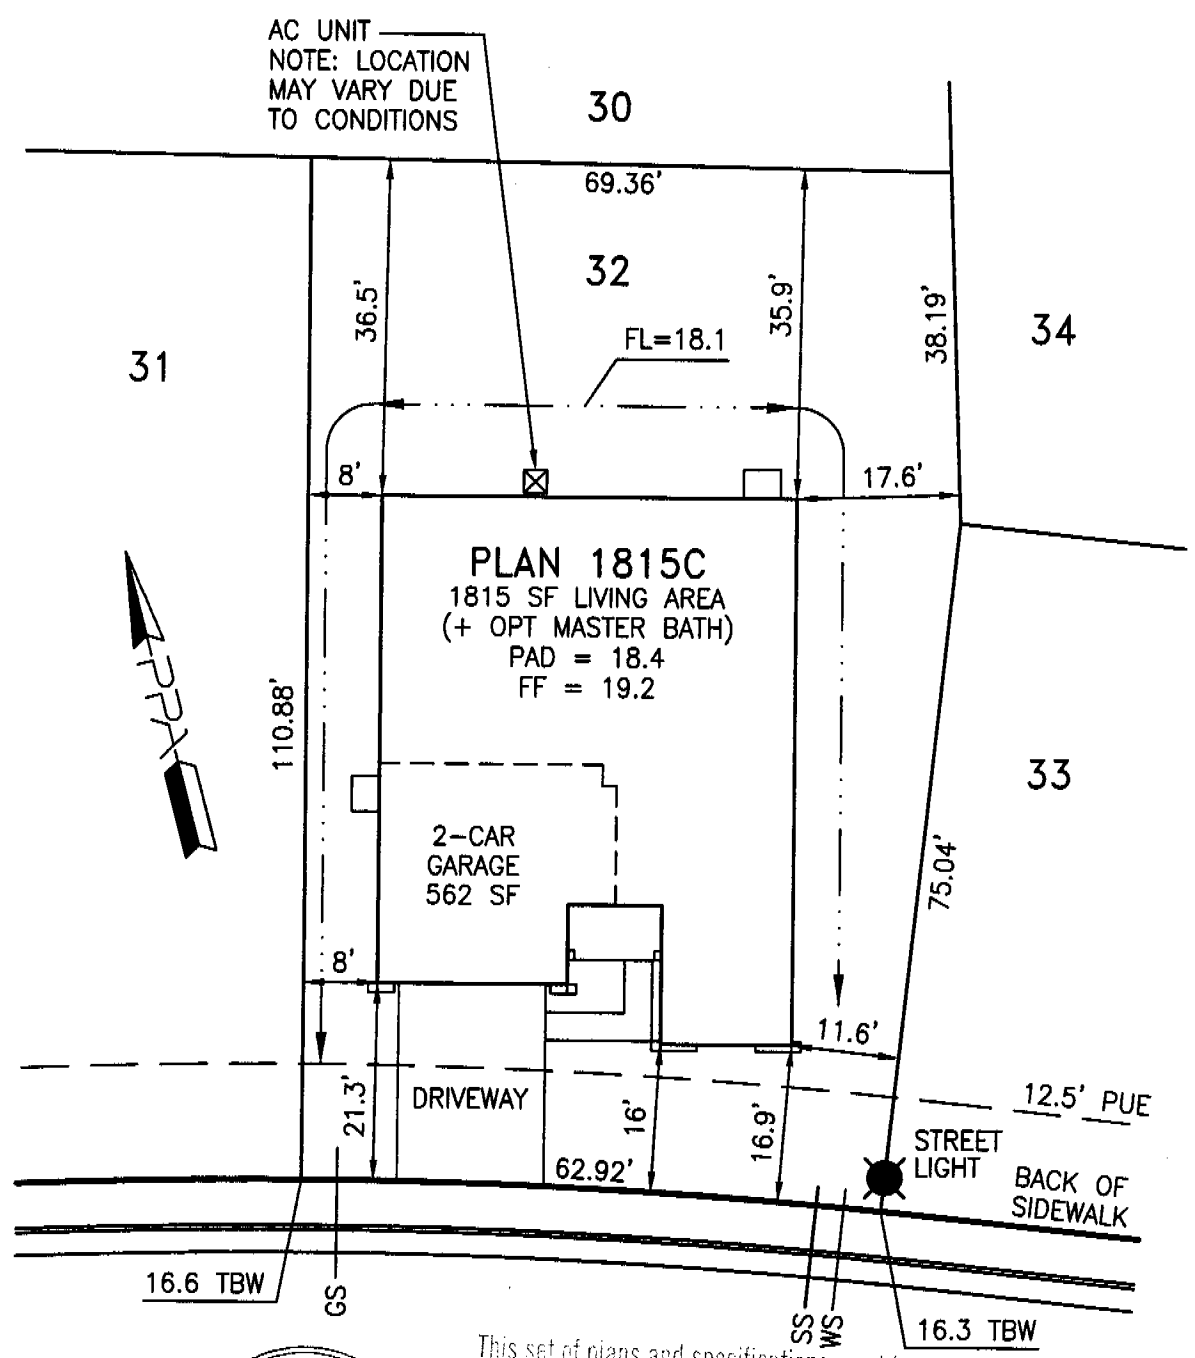 AC UNIT
NOTE: LOCATION
MAY VARY DUE
TO CONDITIONS
30
69.36'
32
36.5'
35.9'
38.19'
34
31
FL=18.1
8'
17.6'
PLAN 1815C
1815 SF LIVING AREA
(+ OPT MASTER BATH)
PAD = 18.4
FF = 19.2
110.88'
PPA
33
2-CAR
GARAGE
562 SF
75.04'
8'
11.6'
21.3'
DRIVEWAY
16'
16.9'
12.5' PUE
62.92'
STREET
LIGHT
BACK OF
SIDEWALK
16.6 TBW
GS
SS
WS
16.3 TBW
This set of plans and specifications